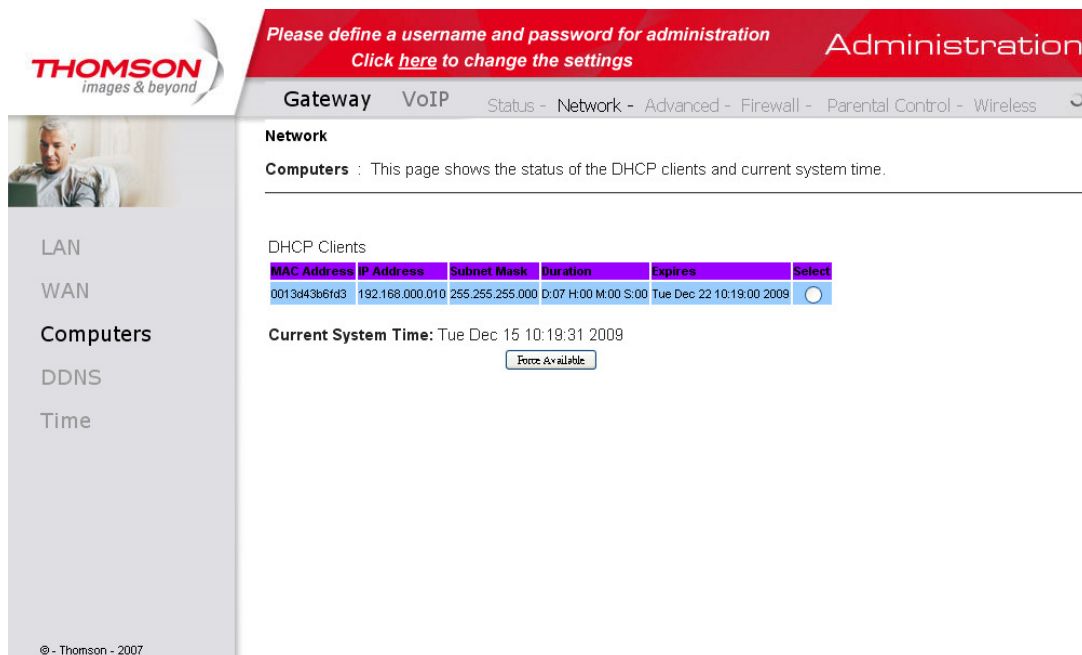 THOMSON
images & beyond
Please define a username and password for administration
Click here to change the settings
Administration
Gateway VoIP Status - Network - Advanced - Firewall - Parental Control - Wireless
Network
Computers : This page shows the status of the DHCP clients and current system time.
LAN
WAN
Computers
DDNS
Time
DHCP Clients
MAC Address IP Address Subnet Mask Duration Expires Select
0013d43b6fd3 192.168.000.010 255.255.255.000 D:07 H:00 M:00 S:00 Tue Dec 22 10:19:00 2009
Current System Time: Tue Dec 15 10:19:31 2009
Force Available
© - Thomson - 2007